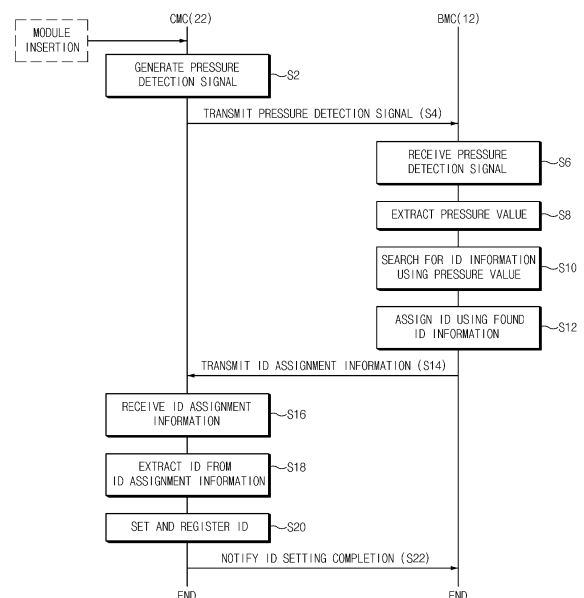 CMC(22)
BMC(12)
MODULE
INSERTION
GENERATE PRESSURE
DETECTION SIGNAL
S2
TRANSMIT PRESSURE DETECTION SIGNAL (S4)
RECEIVE PRESSURE
DETECTION SIGNAL
S6
EXTRACT PRESSURE VALUE
S8
SEARCH FOR ID INFORMATION
USING PRESSURE VALUE
S10
ASSIGN ID USING FOUND
ID INFORMATION
S12
TRANSMIT ID ASSIGNMENT INFORMATION (S14)
RECEIVE ID ASSIGNMENT
INFORMATION
S16
EXTRACT ID FROM
ID ASSIGNMENT INFORMATION
S18
SET AND REGISTER ID
S20
NOTIFY ID SETTING COMPLETION (S22)
END
END